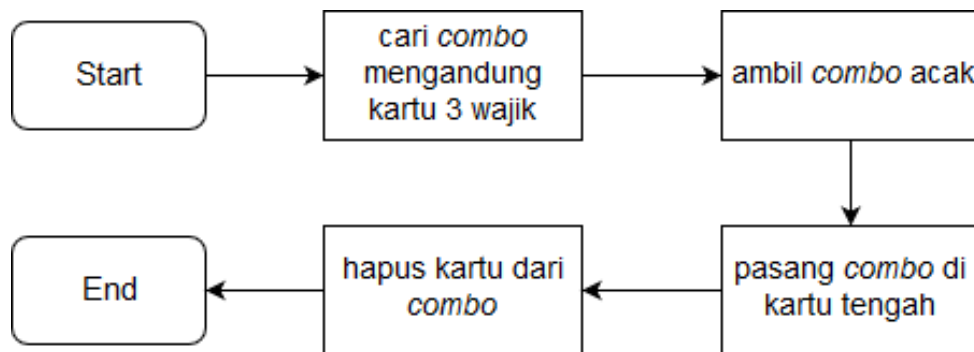 Start
cari combo
mengandung
kartu 3 wajik
ambil combo acak
pasang combo di
kartu tengah
hapus kartu dari
combo
End